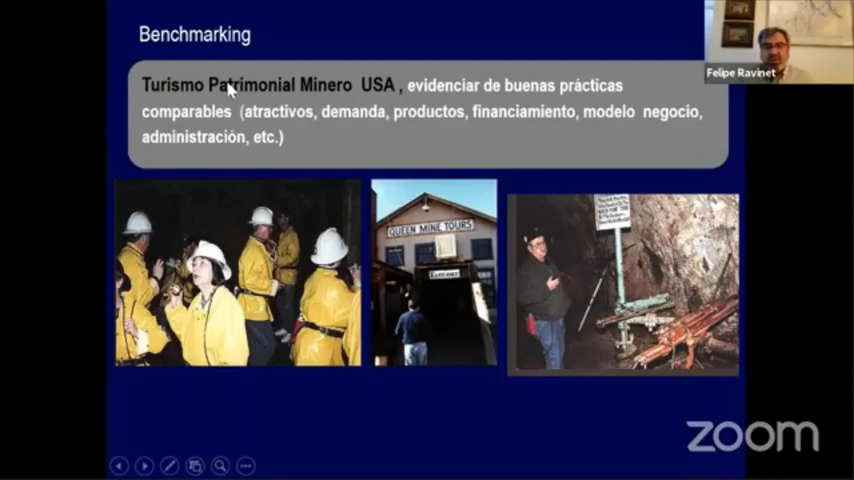 Benchmarking
Turismo Patrimonial Minero USA , evidenciar de buenas prácticas
comparables (atractivos, demanda, productos, financiamiento, modelo negocio,
administración, etc.)
Felipe Ravinet
QUEEN MINE TOURS
zoom